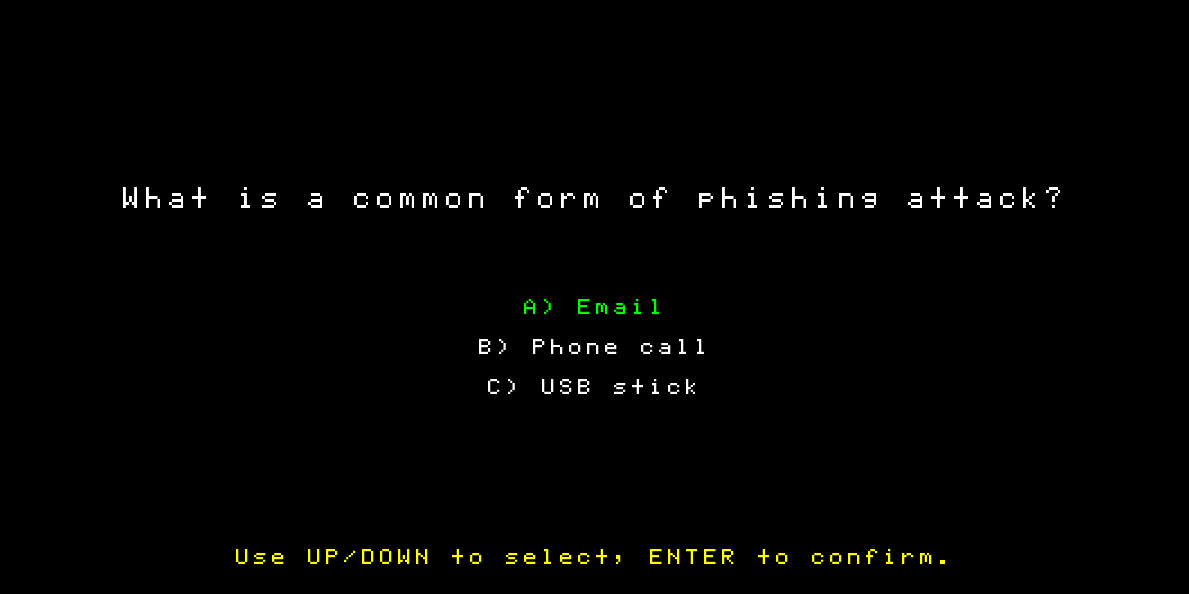 What is a common form of phishing attack?
A) Email
B) Phone call
C) USB stick
Use UP/DOWN to select, ENTER to confirm.